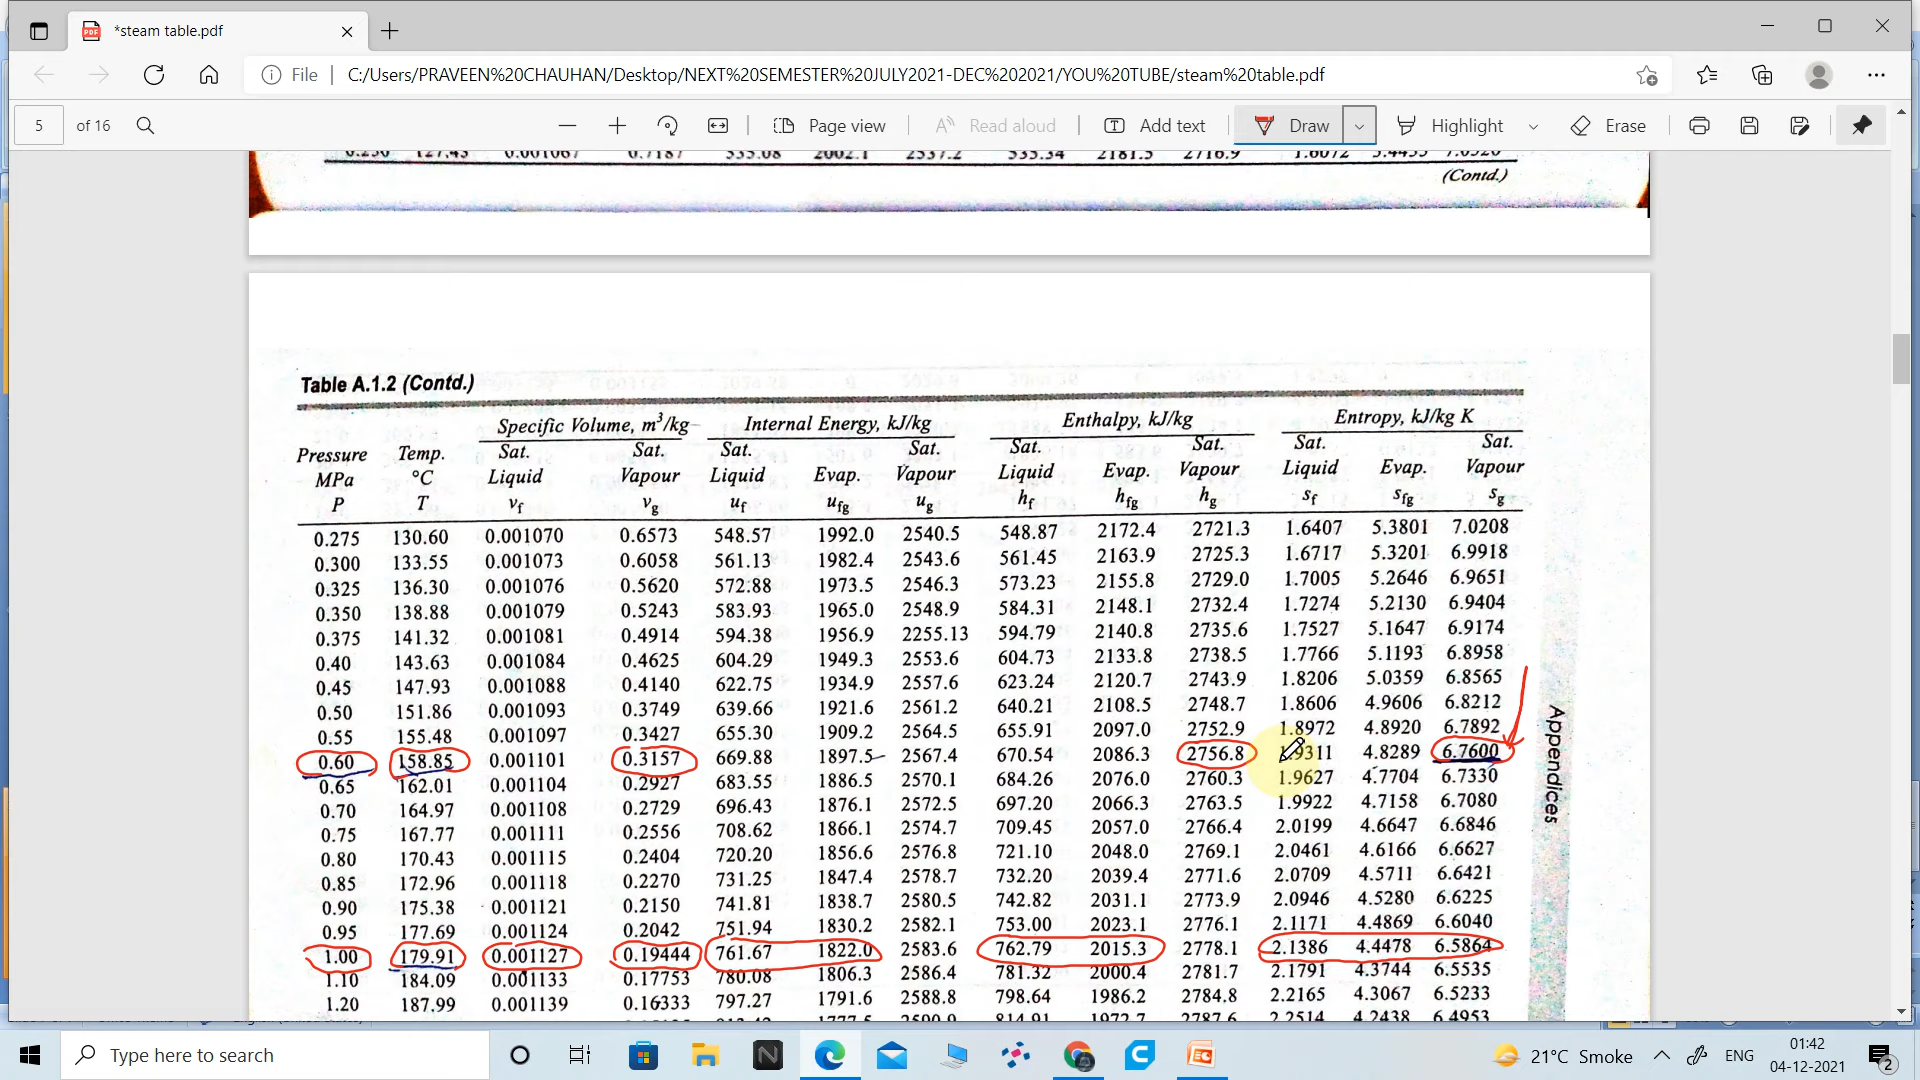 *steam table.pdf
File
C:/Users/PRAVEEN%20CHAUHAN/Desktop/NEXT%20SEMESTER%20JULY2021-DEC%202021/YOU%20TUBE/steam%20table.pdf
5 of 16 Page view Read aloud Add text Draw Highlight Erase
0.250 127.43 0.001067 0.7187 535.08 2002.1 2537.2 535.34 2181.5 2716.9 1.6072 5.4455 7.0526
(Contd.)
Table A.1.2 (Contd.)
Specific Volume, m³/kg Internal Energy, kJ/kg Enthalpy, kJ/kg Entropy, kJ/kg K
Sat. Sat. Sat. Sat. Sat. Sat. Sat. Sat.
Pressure Temp. Liquid Vapour Liquid Evap. Vapour Liquid Evap. Vapour Liquid Evap. Vapour
MPa °C
P T vf vg uf ufg ug hf hfg hg sf sfg sg
0.275 130.60 0.001070 0.6573 548.57 1992.0 2540.5 548.87 2172.4 2721.3 1.6407 5.3801 7.0208
0.300 133.55 0.001073 0.6058 561.13 1982.4 2543.6 561.45 2163.9 2725.3 1.6717 5.3201 6.9918
0.325 136.30 0.001076 0.5620 572.88 1973.5 2546.3 573.23 2155.8 2729.0 1.7005 5.2646 6.9651
0.350 138.88 0.001079 0.5243 583.93 1965.0 2548.9 584.31 2148.1 2732.4 1.7274 5.2130 6.9404
0.375 141.32 0.001081 0.4914 594.38 1956.9 2255.13 594.79 2140.8 2735.6 1.7527 5.1647 6.9174
0.40 143.63 0.001084 0.4625 604.29 1949.3 2553.6 604.73 2133.8 2738.5 1.7766 5.1193 6.8958
0.45 147.93 0.001088 0.4140 622.75 1934.9 2557.6 623.24 2120.7 2743.9 1.8206 5.0359 6.8565
0.50 151.86 0.001093 0.3749 639.66 1921.6 2561.2 640.21 2108.5 2748.7 1.8606 4.9606 6.8212
0.55 155.48 0.001097 0.3427 655.30 1909.2 2564.5 655.91 2097.0 2752.9 1.8972 4.8920 6.7892
0.60 158.85 0.001101 0.3157 669.88 1897.5 2567.4 670.54 2086.3 2756.8 1.9311 4.8289 6.7600
0.65 162.01 0.001104 0.2927 683.55 1886.5 2570.1 684.26 2076.0 2760.3 1.9627 4.7704 6.7330
0.70 164.97 0.001108 0.2729 696.43 1876.1 2572.5 697.20 2066.3 2763.5 1.9922 4.7158 6.7080
0.75 167.77 0.001111 0.2556 708.62 1866.1 2574.7 709.45 2057.0 2766.4 2.0199 4.6647 6.6846
0.80 170.43 0.001115 0.2404 720.20 1856.6 2576.8 721.10 2048.0 2769.1 2.0461 4.6166 6.6627
0.85 172.96 0.001118 0.2270 731.25 1847.4 2578.7 732.20 2039.4 2771.6 2.0709 4.5711 6.6421
0.90 175.38 0.001121 0.2150 741.81 1838.7 2580.5 742.82 2031.1 2773.9 2.0946 4.5280 6.6225
0.95 177.69 0.001124 0.2042 751.94 1830.2 2582.1 753.00 2023.1 2776.1 2.1171 4.4869 6.6040
1.00 179.91 0.001127 0.19444 761.67 1822.0 2583.6 762.79 2015.3 2778.1 2.1386 4.4478 6.5864
1.10 184.09 0.001133 0.17753 780.08 1806.3 2586.4 781.32 2000.4 2781.7 2.1791 4.3744 6.5535
1.20 187.99 0.001139 0.16333 797.27 1791.6 2588.8 798.64 1986.2 2784.8 2.2165 4.3067 6.5233
Appendices
Type here to search
21°C Smoke
ENG
01:42
04-12-2021
2